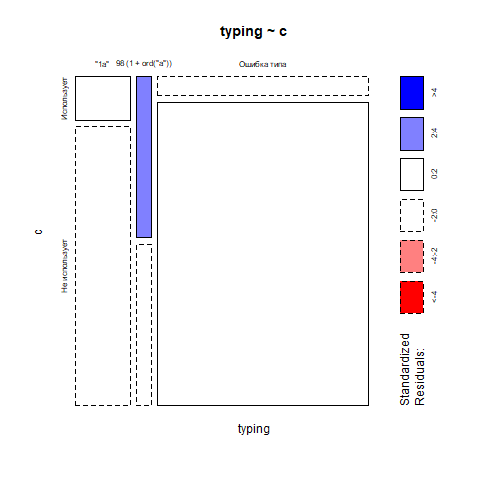 typing ~ c
"1a" 98 (1 + ord("a")) Ошибка типа
Использует
Не использует
c
typing
>4
2:4
0:2
-2:0
-4:-2
<-4
Standardized
Residuals: